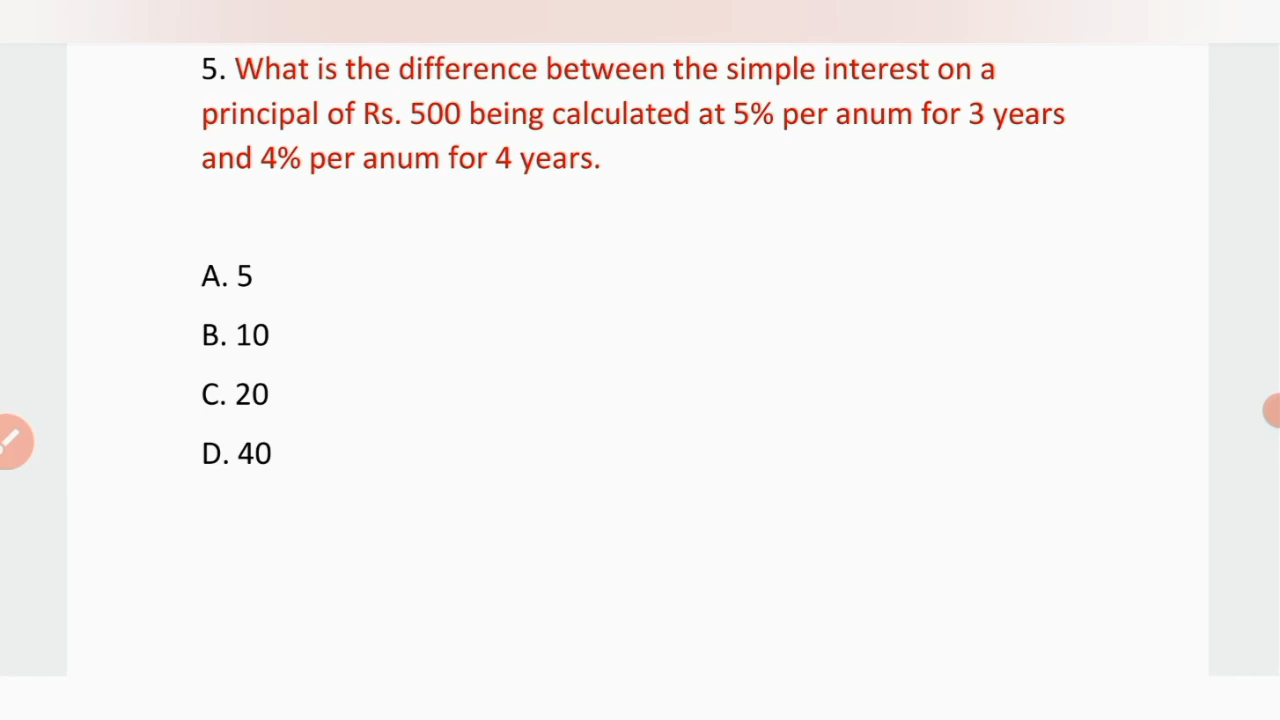 5. What is the difference between the simple interest on a
principal of Rs. 500 being calculated at 5% per anum for 3 years
and 4% per anum for 4 years.
A. 5
B. 10
C. 20
D. 40